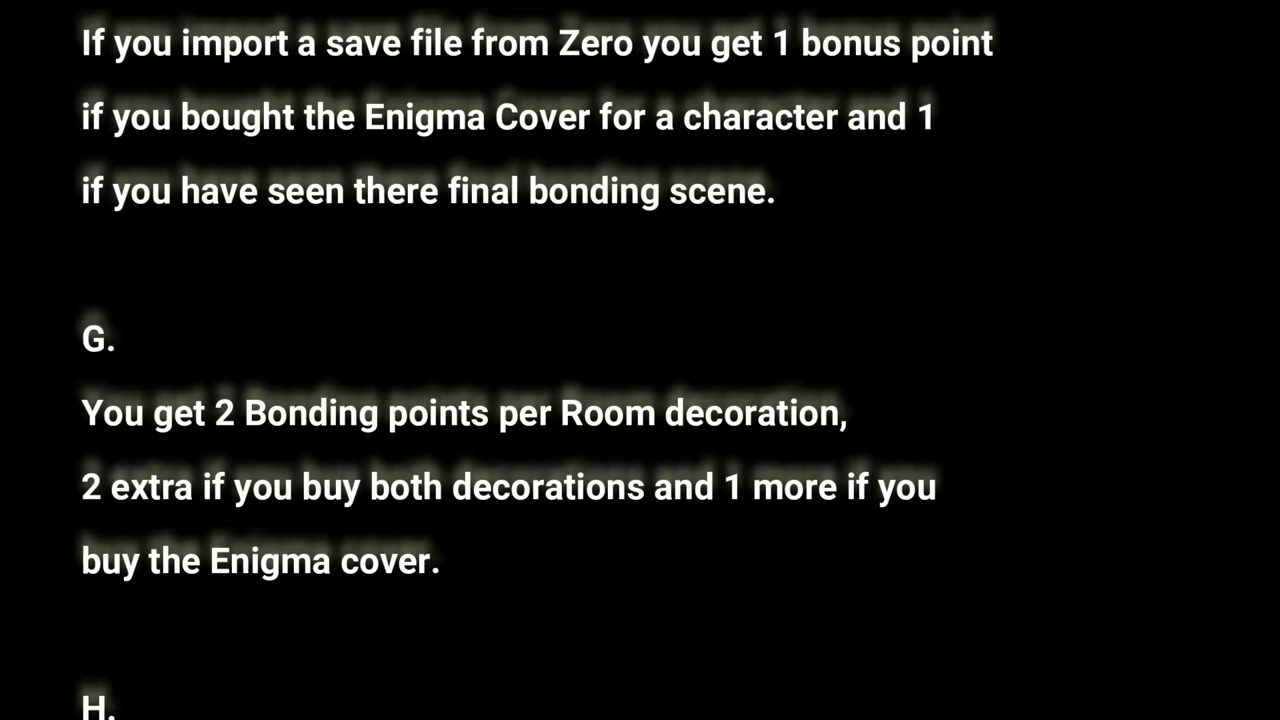 If you import a save file from Zero you get 1 bonus point
if you bought the Enigma Cover for a character and 1
if you have seen there final bonding scene.
G.
You get 2 Bonding points per Room decoration,
2 extra if you buy both decorations and 1 more if you
buy the Enigma cover.
H.